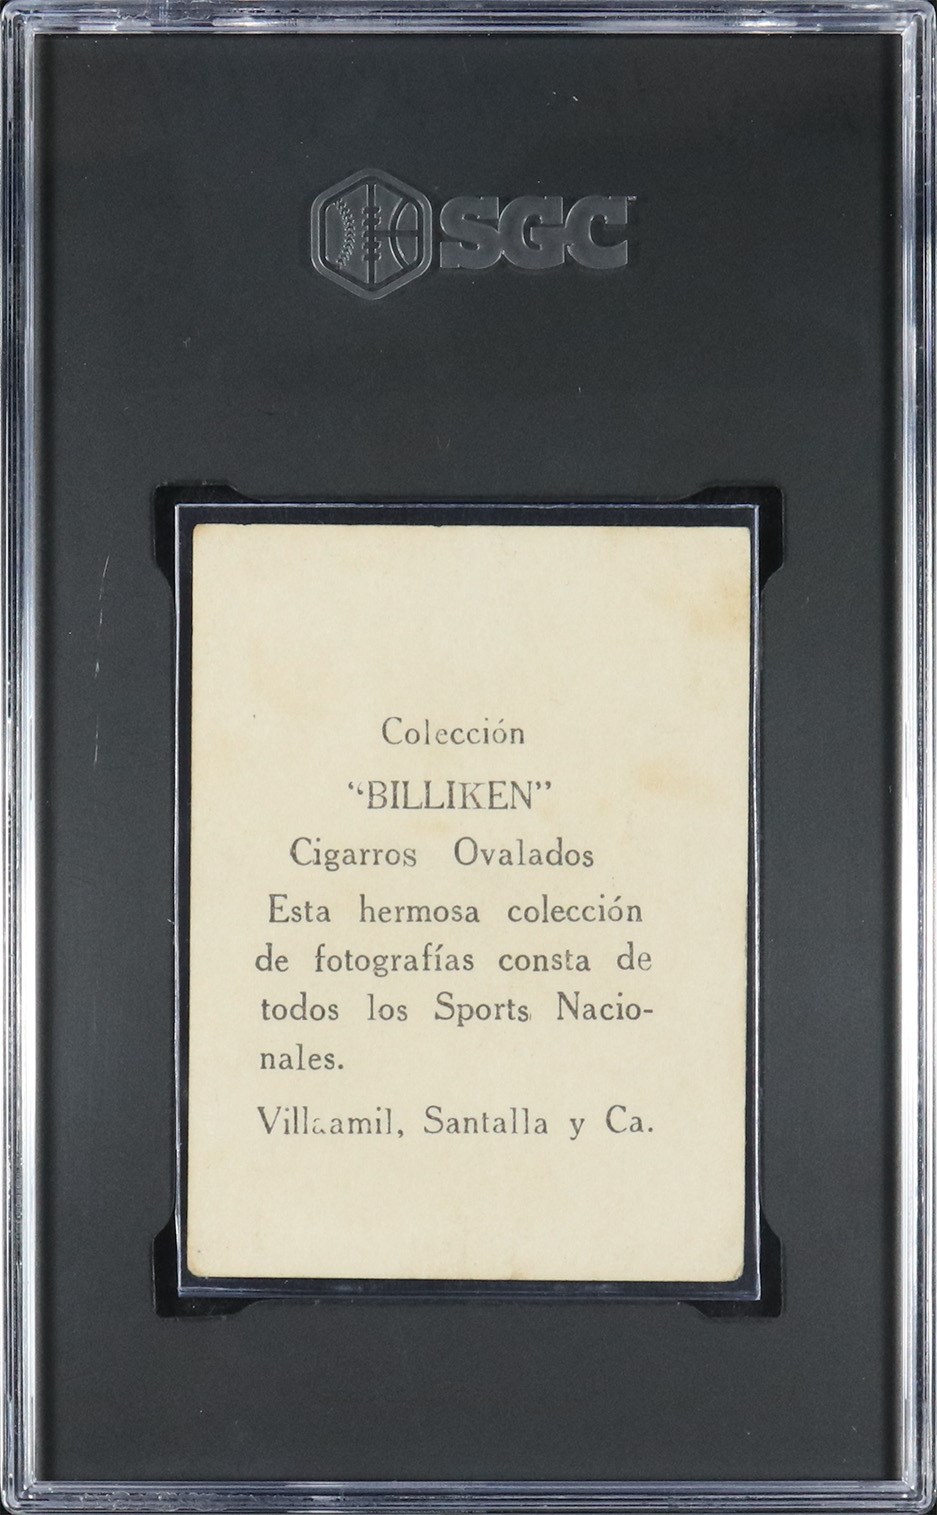 SGC
Colección
“BILLIKEN”
Cigarros Ovalados
Esta hermosa colección
de fotografías consta de
todos los Sports Nacio-
nales.
Villaamil, Santalla y Ca.